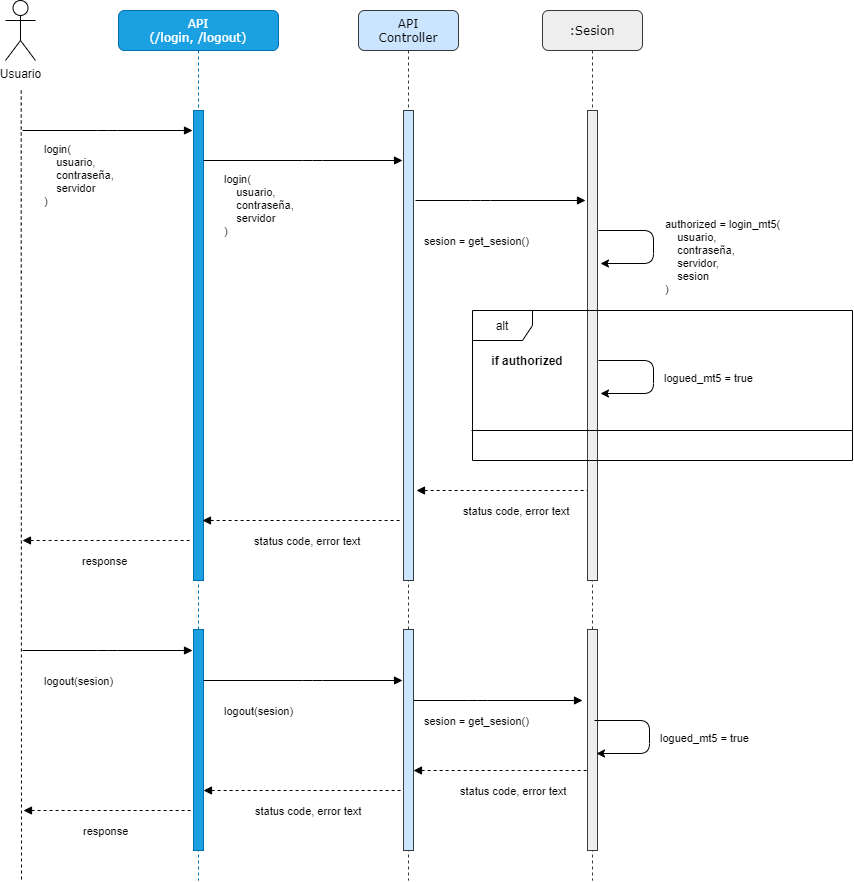 API
(/login, /logout)
API
Controller
:Sesion
Usuario
login(
usuario,
contraseña,
servidor
)
login(
usuario,
contraseña,
servidor
)
sesion = get_sesion()
authorized = login_mt5(
usuario,
contraseña,
servidor,
sesion
)
alt
if authorized
logued_mt5 = true
status code, error text
status code, error text
response
logout(sesion)
logout(sesion)
sesion = get_sesion()
logued_mt5 = true
status code, error text
status code, error text
response